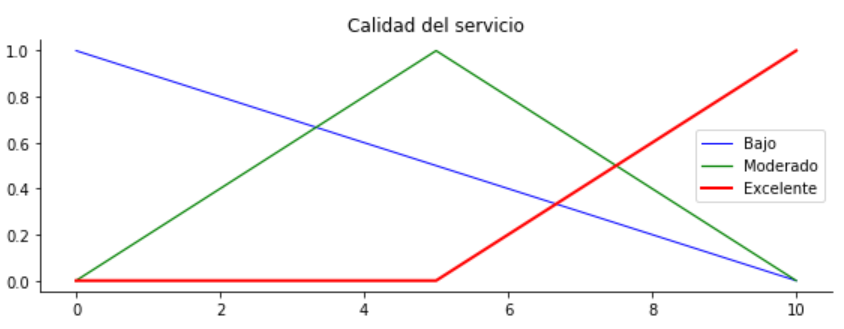 Calidad del servicio
1.0
0.8
0.6
0.4
0.2
0.0
Bajo
Moderado
Excelente
0 2 4 6 8 10